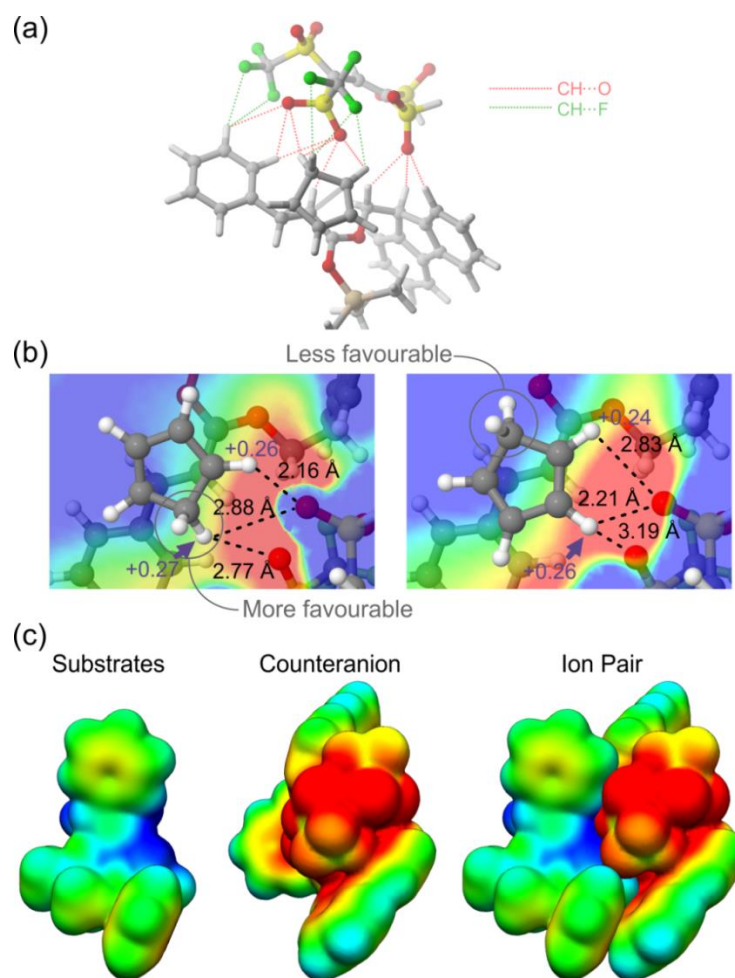 (a)
CH···O
CH···F
(b)
Less favourable
+0.26
2.16 Å
2.88 Å
+0.27
2.77 Å
More favourable
+0.24
2.83 Å
2.21 Å
3.19 Å
+0.26
(c)
Substrates
Counteranion
Ion Pair